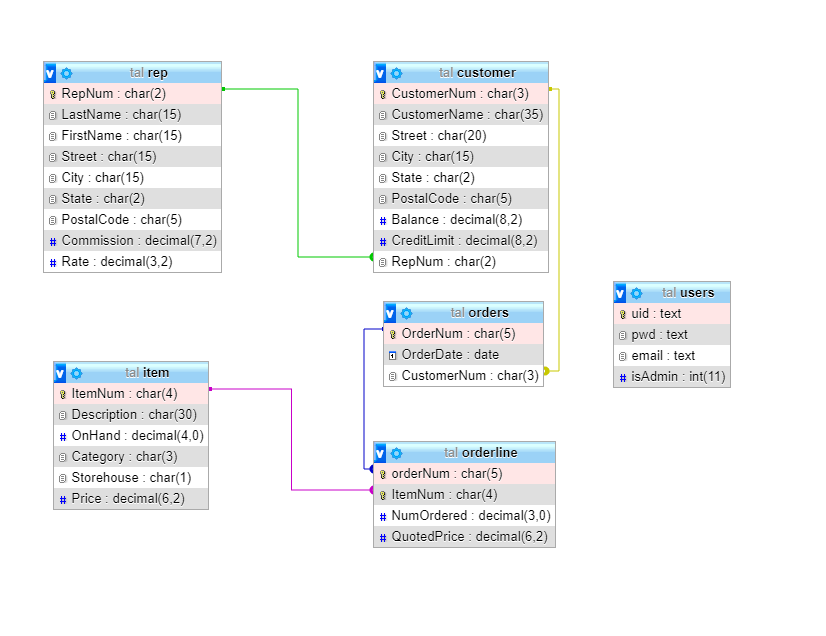 tal rep
RepNum : char(2)
LastName : char(15)
FirstName : char(15)
Street : char(15)
City : char(15)
State : char(2)
PostalCode : char(5)
Commission : decimal(7,2)
Rate : decimal(3,2)
tal customer
CustomerNum : char(3)
CustomerName : char(35)
Street : char(20)
City : char(15)
State : char(2)
PostalCode : char(5)
Balance : decimal(8,2)
CreditLimit : decimal(8,2)
RepNum : char(2)
tal orders
OrderNum : char(5)
OrderDate : date
CustomerNum : char(3)
tal users
uid : text
pwd : text
email : text
isAdmin : int(11)
tal item
ItemNum : char(4)
Description : char(30)
OnHand : decimal(4,0)
Category : char(3)
Storehouse : char(1)
Price : decimal(6,2)
tal orderline
orderNum : char(5)
ItemNum : char(4)
NumOrdered : decimal(3,0)
QuotedPrice : decimal(6,2)